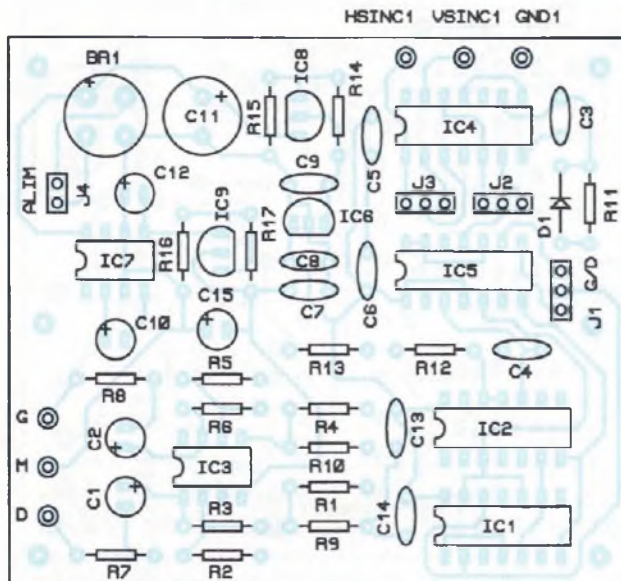 HSINC1 VSINC1 GND1
BR1
IC8
R14
C11
R15
IC4
C3
C5
C9
ALIM
J4
C12
IC9
R17
IC6
J3
J2
D1
R11
IC7
R16
C8
C7
C6
IC5
G/D
J1
C10
C15
R5
R13
R12
C4
R8
G
C2
R6
R4
C13
IC2
M
IC3
R10
C1
R1
D
R3
R9
C14
IC1
R7
R2